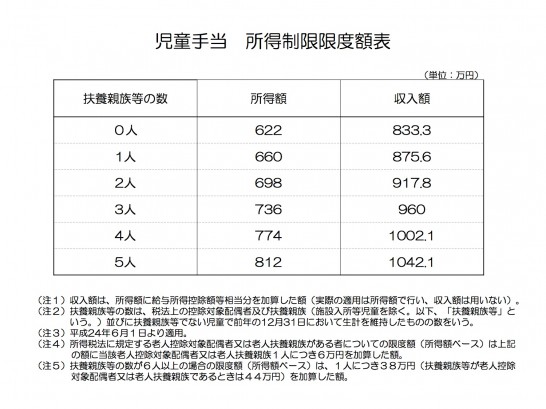 児童手当　所得制限限度額表
（単位：万円）
扶養親族等の数　所得額　収入額
０人　622　833.3
１人　660　875.6
２人　698　917.8
３人　736　960
４人　774　1002.1
５人　812　1042.1
（注１）収入額は、所得額に給与所得控除額等相当分を加算した額（実際の適用は所得額で行い、収入額は用いない）。
（注２）扶養親族等の数は、税法上の控除対象配偶者及び扶養親族（施設入所等児童を除く。以下、「扶養親族等」と
いう。）並びに扶養親族等でない児童で前年の12月31日において生計を維持したものの数をいう。
（注３）平成24年６月１日より適用。
（注４）所得税法に規定する老人控除対象配偶者又は老人扶養親族がある者についての限度額（所得額ベース）は上記
の額に当該老人控除対象配偶者又は老人扶養親族１人につき６万円を加算した額。
（注５）扶養親族等の数が６人以上の場合の限度額（所得額ベース）は、１人につき３８万円（扶養親族等が老人控除
対象配偶者又は老人扶養親族であるときは４４万円）を加算した額。